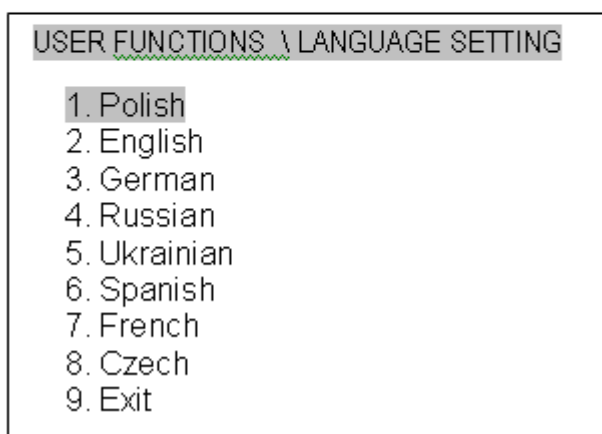 USER FUNCTIONS \ LANGUAGE SETTING
1. Polish
2. English
3. German
4. Russian
5. Ukrainian
6. Spanish
7. French
8. Czech
9. Exit